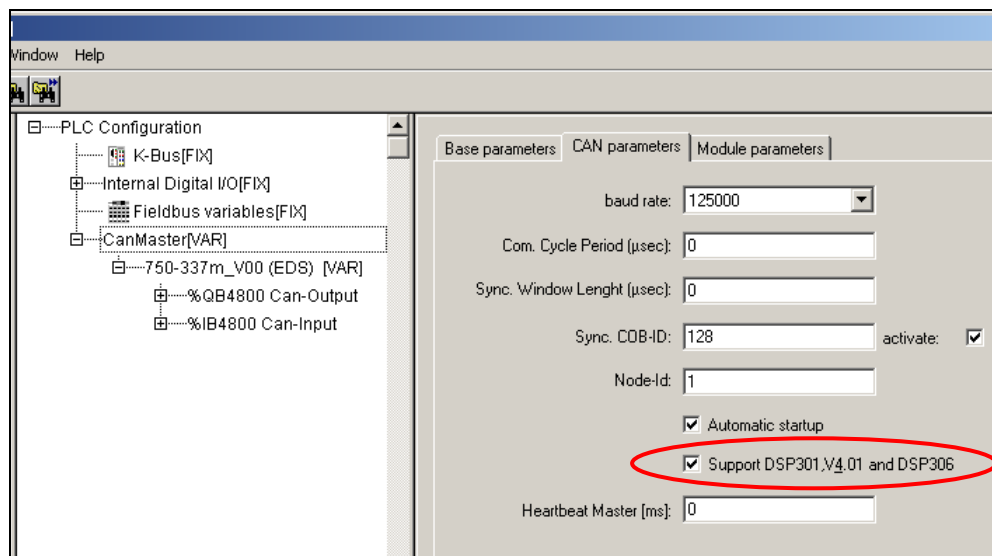 Window Help
PLC Configuration
K-Bus[FIX]
Internal Digital I/O[FIX]
Fieldbus variables[FIX]
CanMaster[VAR]
750-337m_V00 (EDS) [VAR]
%QB4800 Can-Output
%IB4800 Can-Input
Base parameters CAN parameters Module parameters
baud rate: 125000
Com. Cycle Period (µsec): 0
Sync. Window Lenght (µsec): 0
Sync. COB-ID: 128 activate:
Node-Id: 1
Automatic startup
Support DSP301,V4.01 and DSP306
Heartbeat Master [ms]: 0